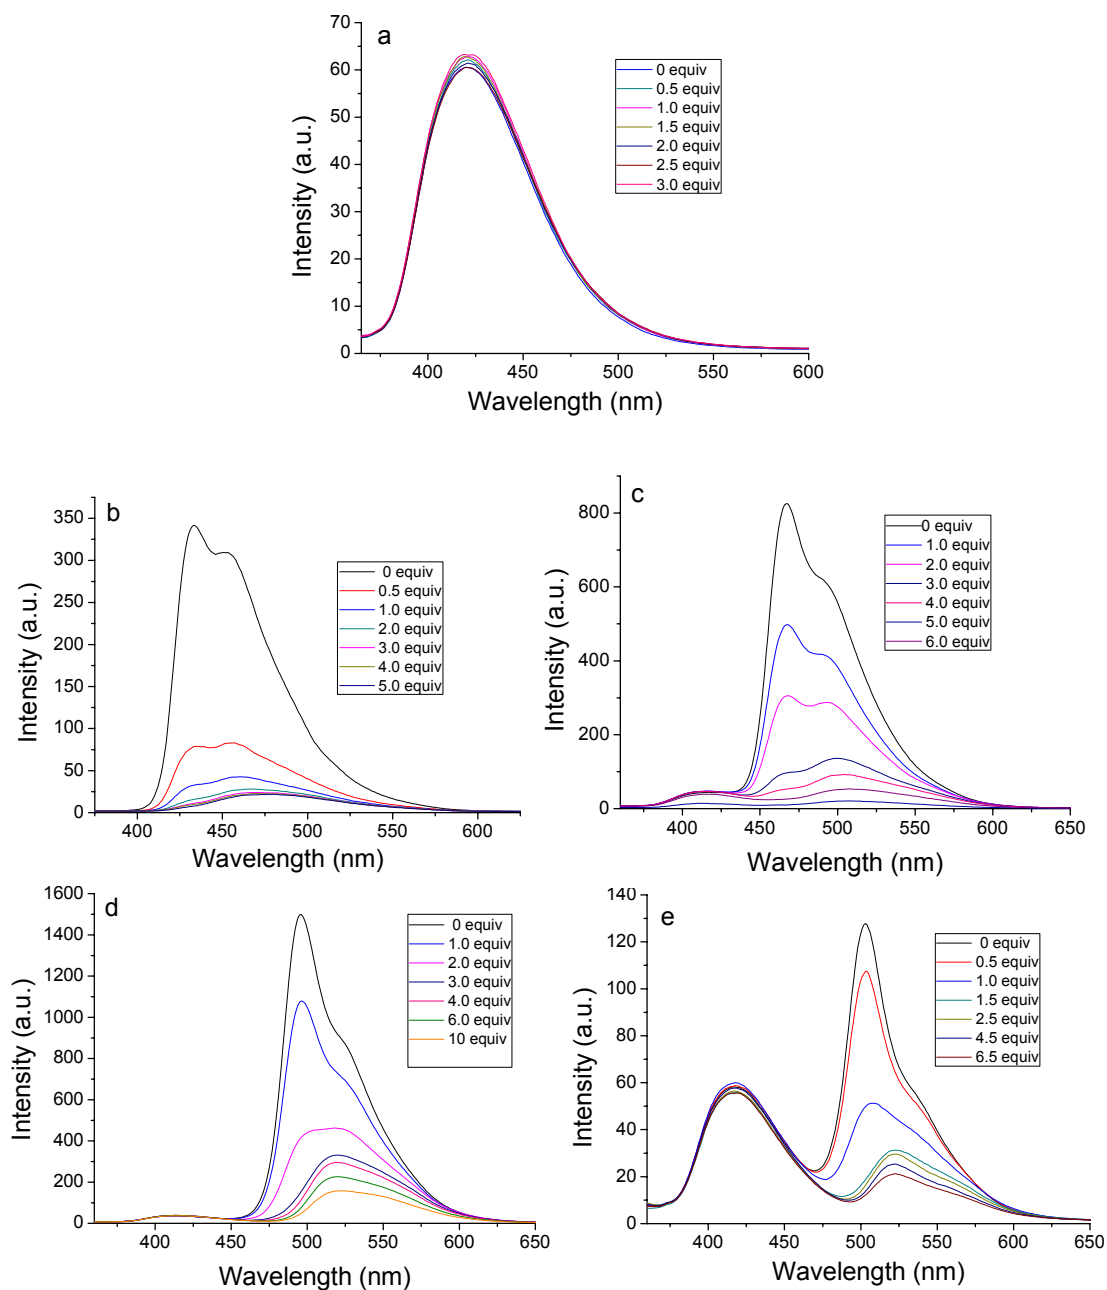 a
70
60
50
40
30
20
10
0
Intensity (a.u.)
400 450 500 550 600
Wavelength (nm)
0 equiv
0.5 equiv
1.0 equiv
1.5 equiv
2.0 equiv
2.5 equiv
3.0 equiv
b
350
300
250
200
150
100
50
0
Intensity (a.u.)
400 450 500 550 600
Wavelength (nm)
0 equiv
0.5 equiv
1.0 equiv
2.0 equiv
3.0 equiv
4.0 equiv
5.0 equiv
c
800
600
400
200
0
Intensity (a.u.)
400 450 500 550 600 650
Wavelength (nm)
0 equiv
1.0 equiv
2.0 equiv
3.0 equiv
4.0 equiv
5.0 equiv
6.0 equiv
d
1600
1400
1200
1000
800
600
400
200
0
Intensity (a.u.)
400 450 500 550 600 650
Wavelength (nm)
0 equiv
1.0 equiv
2.0 equiv
3.0 equiv
4.0 equiv
6.0 equiv
10 equiv
e
140
120
100
80
60
40
20
0
Intensity (a.u.)
400 450 500 550 600 650
Wavelength (nm)
0 equiv
0.5 equiv
1.0 equiv
1.5 equiv
2.5 equiv
4.5 equiv
6.5 equiv